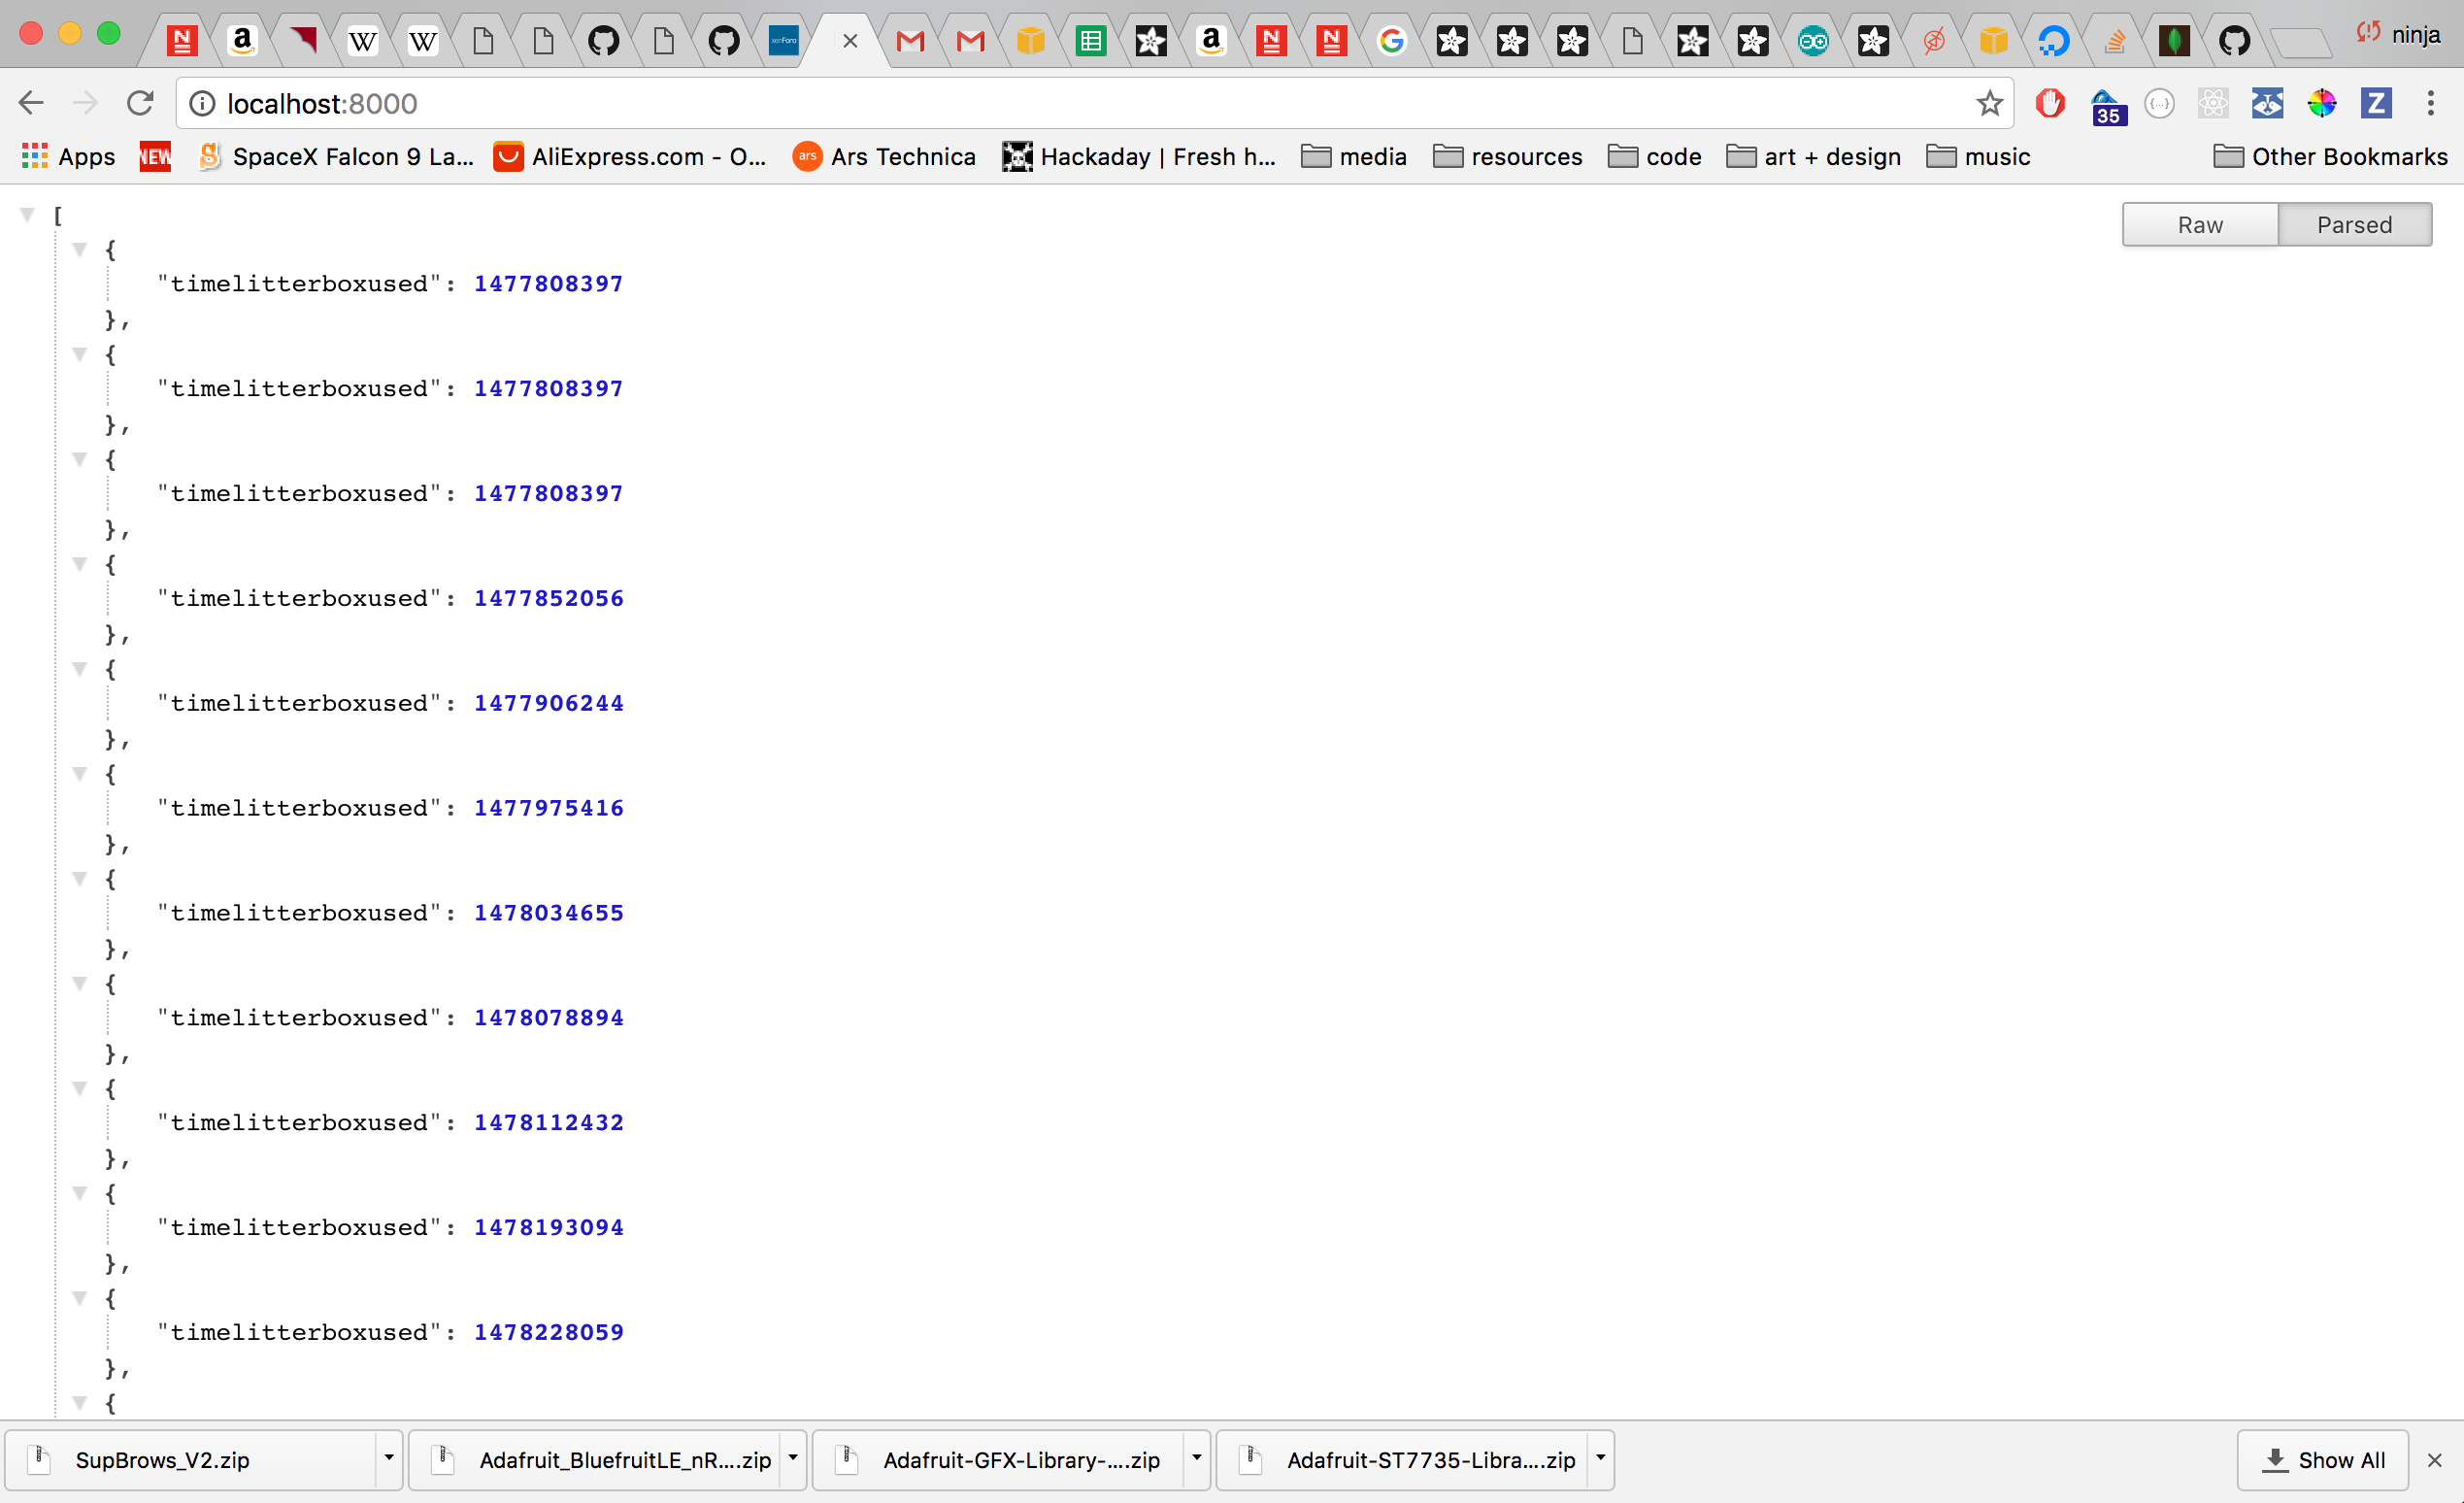 ninja
localhost:8000
35
Apps NEW SpaceX Falcon 9 La... AliExpress.com - O... ars Ars Technica Hackaday | Fresh h... media resources code art + design music Other Bookmarks
Raw Parsed
[
{
"timelitterboxused": 1477808397
},
{
"timelitterboxused": 1477808397
},
{
"timelitterboxused": 1477808397
},
{
"timelitterboxused": 1477852056
},
{
"timelitterboxused": 1477906244
},
{
"timelitterboxused": 1477975416
},
{
"timelitterboxused": 1478034655
},
{
"timelitterboxused": 1478078894
},
{
"timelitterboxused": 1478112432
},
{
"timelitterboxused": 1478193094
},
{
"timelitterboxused": 1478228059
},
{
SupBrows_V2.zip Adafruit_BluefruitLE_nR....zip Adafruit-GFX-Library-....zip Adafruit-ST7735-Libra....zip Show All